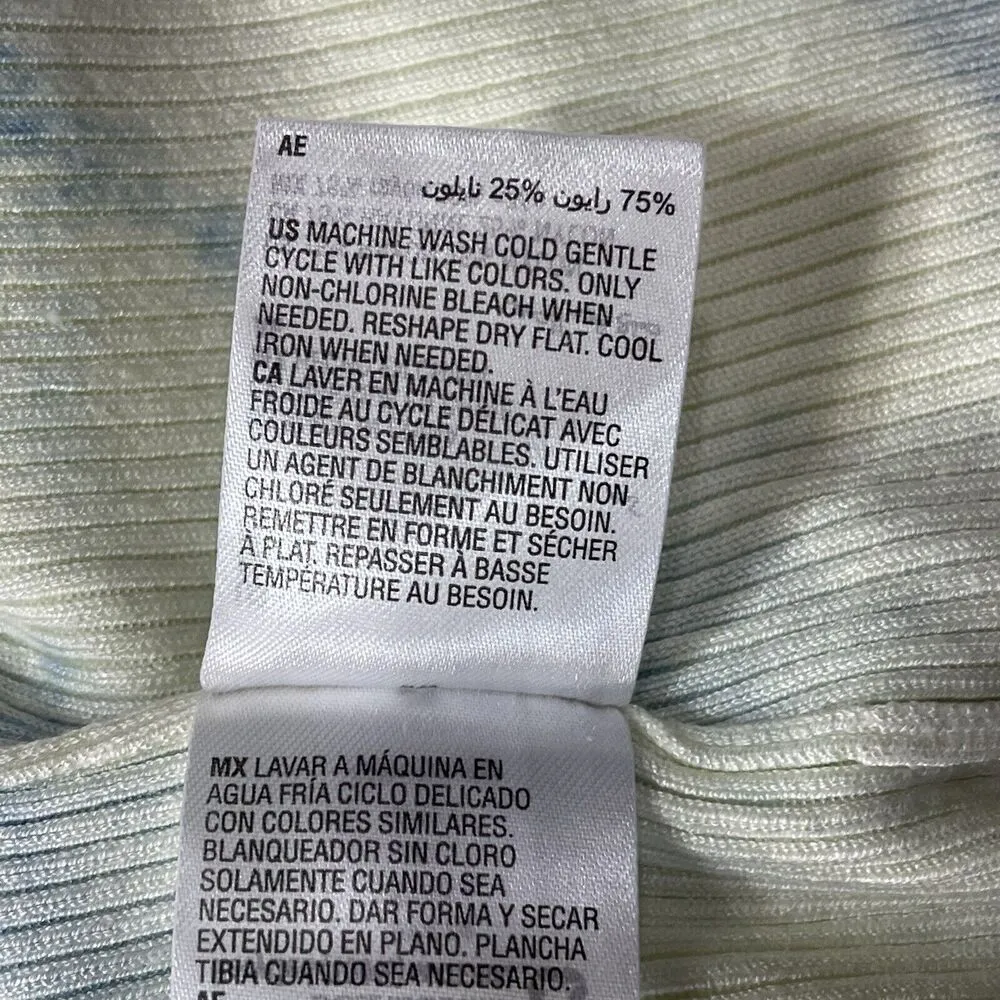 AE
75% رايون 25% نايلون
US MACHINE WASH COLD GENTLE
CYCLE WITH LIKE COLORS. ONLY
NON-CHLORINE BLEACH WHEN
NEEDED. RESHAPE DRY FLAT. COOL
IRON WHEN NEEDED.
CA LAVER EN MACHINE À L'EAU
FROIDE AU CYCLE DÉLICAT AVEC
COULEURS SEMBLABLES. UTILISER
UN AGENT DE BLANCHIMENT NON
CHLORÉ SEULEMENT AU BESOIN.
REMETTRE EN FORME ET SÉCHER
À PLAT. REPASSER À BASSE
TEMPÉRATURE AU BESOIN.
MX LAVAR A MÁQUINA EN
AGUA FRÍA CICLO DELICADO
CON COLORES SIMILARES.
BLANQUEADOR SIN CLORO
SOLAMENTE CUANDO SEA
NECESARIO. DAR FORMA Y SECAR
EXTENDIDO EN PLANO. PLANCHA
TIBIA CUANDO SEA NECESARIO.
AE